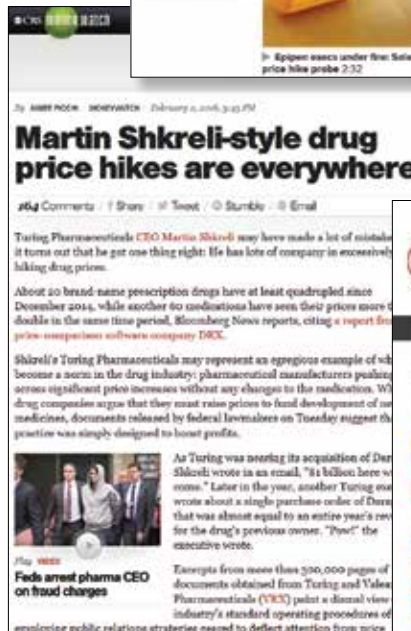 CBS
▷ Epipen execs under fire: Sole
price hike probe 2:32
By
MONEYWATCH
February 2, 2016, 3:45 PM
Martin Shkreli-style drug
price hikes are everywhere
264 Comments / f Share / Tweet / Stumble / Email
Turing Pharmaceuticals CEO Martin Shkreli may have made a lot of mistake
it turns out that he got one thing right: He has lots of company in excessively
hiking drug prices.
About 20 brand-name prescription drugs have at least quadrupled since
December 2014, while another 60 medications have seen their prices more t
double in the same time period, Bloomberg News reports, citing a report fro
price-comparison software company DRX.
Shkreli's Turing Pharmaceuticals may represent an egregious example of wh
become a norm in the drug industry: pharmaceutical manufacturers pushing
across significant price increases without any changes to the medication. Wh
drug companies argue that they must raise prices to fund development of ne
medicines, documents released by federal lawmakers on Tuesday suggest th
practice was simply designed to boost profits.
As Turing was nearing its acquisition of Dar
Shkreli wrote in an email, "$1 billion here w
come." Later in the year, another Turing exe
wrote about a single purchase order of Dara
that was almost equal to an entire year's rev
for the drug's previous owner. "Pow!" the
executive wrote.
Play VIDEO
Feds arrest pharma CEO
on fraud charges
Excerpts from more than 300,000 pages of
documents obtained from Turing and Valea
Pharmaceuticals (VRX) paint a dismal view
industry's standard operating procedures of
employing public relations strategies geared to deflect attention from price